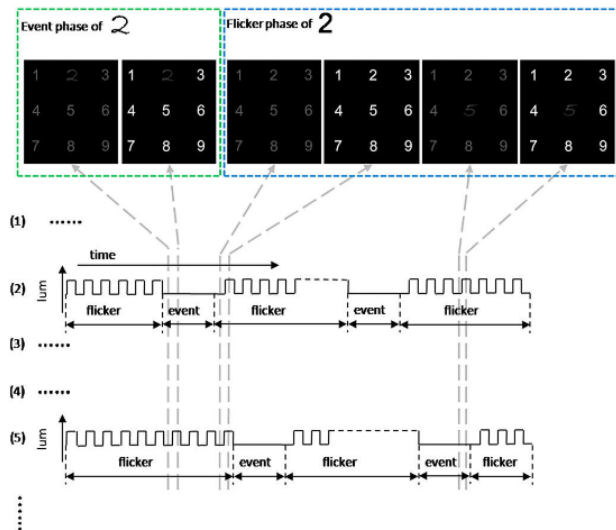 Event phase of 2
Flicker phase of 2
1 2 3 1 2 3 1 2 3 1 2 3 1 2 3 1 2 3
4 5 6 4 5 6 4 5 6 4 5 6 4 5 6 4 5 6
7 8 9 7 8 9 7 8 9 7 8 9 7 8 9 7 8 9
(1) ······
time
(2) lum
flicker event flicker event flicker
(3) ······
(4) ······
(5) lum
flicker event flicker event flicker